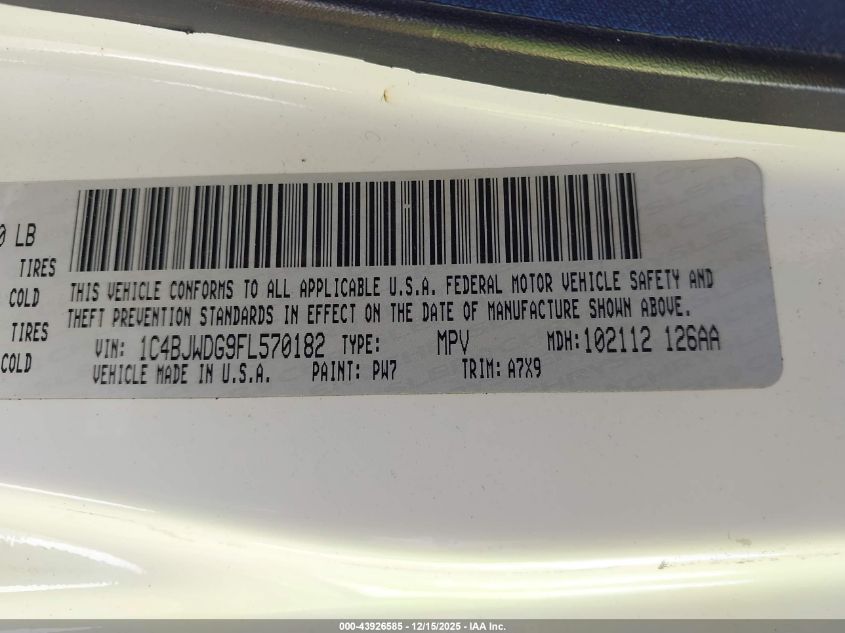 0 LB
TIRES
COLD
TIRES
COLD
THIS VEHICLE CONFORMS TO ALL APPLICABLE U.S.A. FEDERAL MOTOR VEHICLE SAFETY AND
THEFT PREVENTION STANDARDS IN EFFECT ON THE DATE OF MANUFACTURE SHOWN ABOVE.
VIN: 1C4BJWDG9FL570182 TYPE: MPV MDH: 102112 126AA
VEHICLE MADE IN U.S.A. PAINT: PW7 TRIM: A7X9
000-43926585 - 12/15/2025 - IAA Inc.